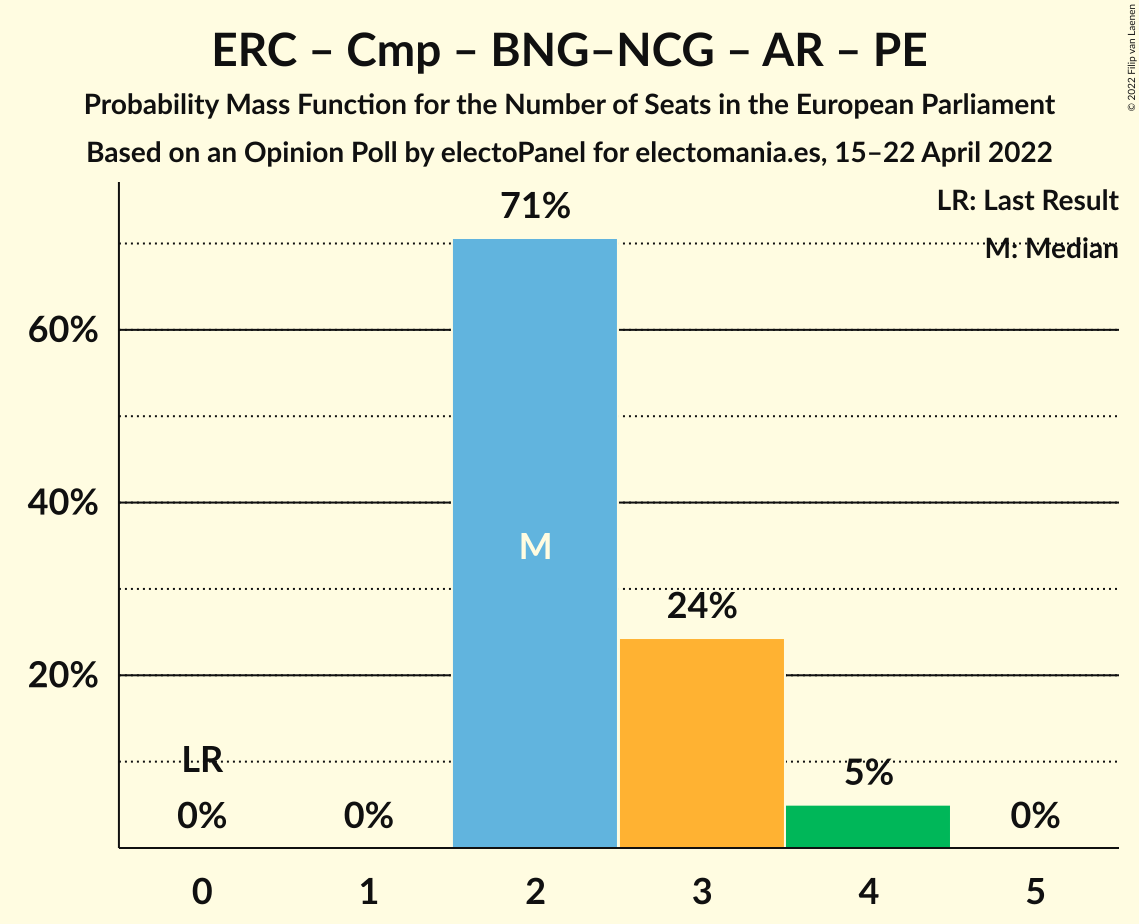 ERC – Cmp – BNG–NCG – AR – PE
Probability Mass Function for the Number of Seats in the European Parliament
Based on an Opinion Poll by electoPanel for electomania.es, 15–22 April 2022
© 2022 Filip van Laenen
LR: Last Result
M: Median
71%
60%
40%
M
24%
20%
LR
5%
0%
0%
0%
0 1 2 3 4 5